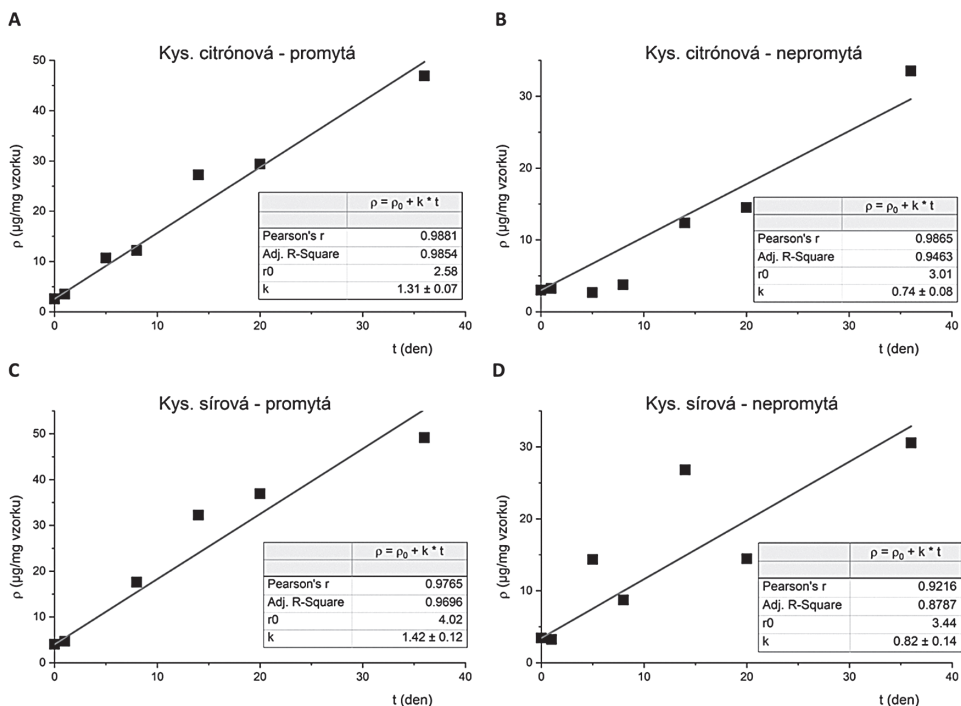 A
Kys. citrónová - promytá
50
40
30
20
10
0
ρ (µg/mg vzorku)
ρ = ρ₀ + k * t
Pearson's r 0.9881
Adj. R-Square 0.9854
r0 2.58
k 1.31 ± 0.07
0 10 20 30 40
t (den)
B
Kys. citrónová - nepromytá
30
20
10
0
ρ (µg/mg vzorku)
ρ = ρ₀ + k * t
Pearson's r 0.9865
Adj. R-Square 0.9463
r0 3.01
k 0.74 ± 0.08
0 10 20 30 40
t (den)
C
Kys. sírová - promytá
50
40
30
20
10
0
ρ (µg/mg vzorku)
ρ = ρ₀ + k * t
Pearson's r 0.9765
Adj. R-Square 0.9696
r0 4.02
k 1.42 ± 0.12
0 10 20 30 40
t (den)
D
Kys. sírová - nepromytá
30
20
10
0
ρ (µg/mg vzorku)
ρ = ρ₀ + k * t
Pearson's r 0.9216
Adj. R-Square 0.8787
r0 3.44
k 0.82 ± 0.14
0 10 20 30 40
t (den)